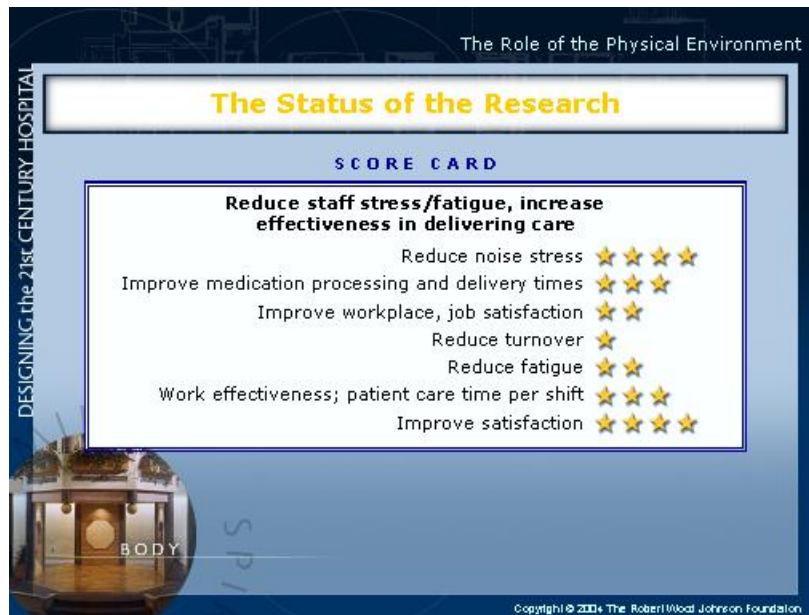 The Role of the Physical Environment
DESIGNING the 21st CENTURY HOSPITAL
The Status of the Research
SCORE CARD
Reduce staff stress/fatigue, increase
effectiveness in delivering care
Reduce noise stress
Improve medication processing and delivery times
Improve workplace, job satisfaction
Reduce turnover
Reduce fatigue
Work effectiveness; patient care time per shift
Improve satisfaction
BODY
Copyright © 2004 The Robert Wood Johnson Foundation